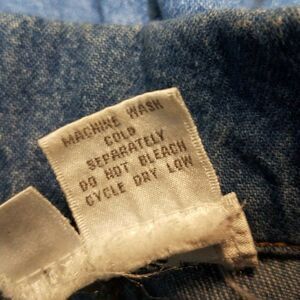 MACHINE WASH
COLD
SEPARATELY
DO NOT BLEACH
CYCLE DRY LOW